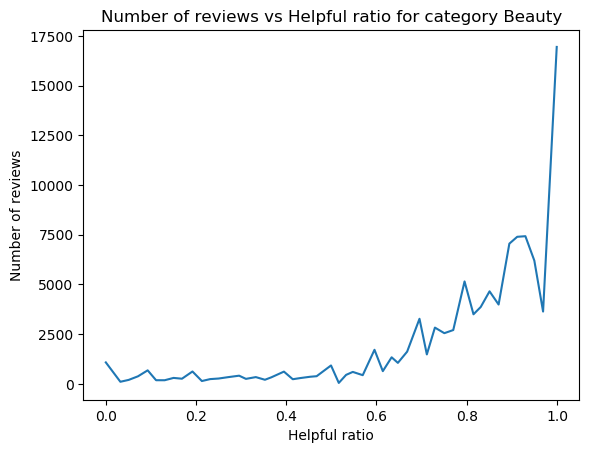 Number of reviews vs Helpful ratio for category Beauty
17500
15000
12500
10000
7500
5000
2500
0
Number of reviews
0.0 0.2 0.4 0.6 0.8 1.0
Helpful ratio